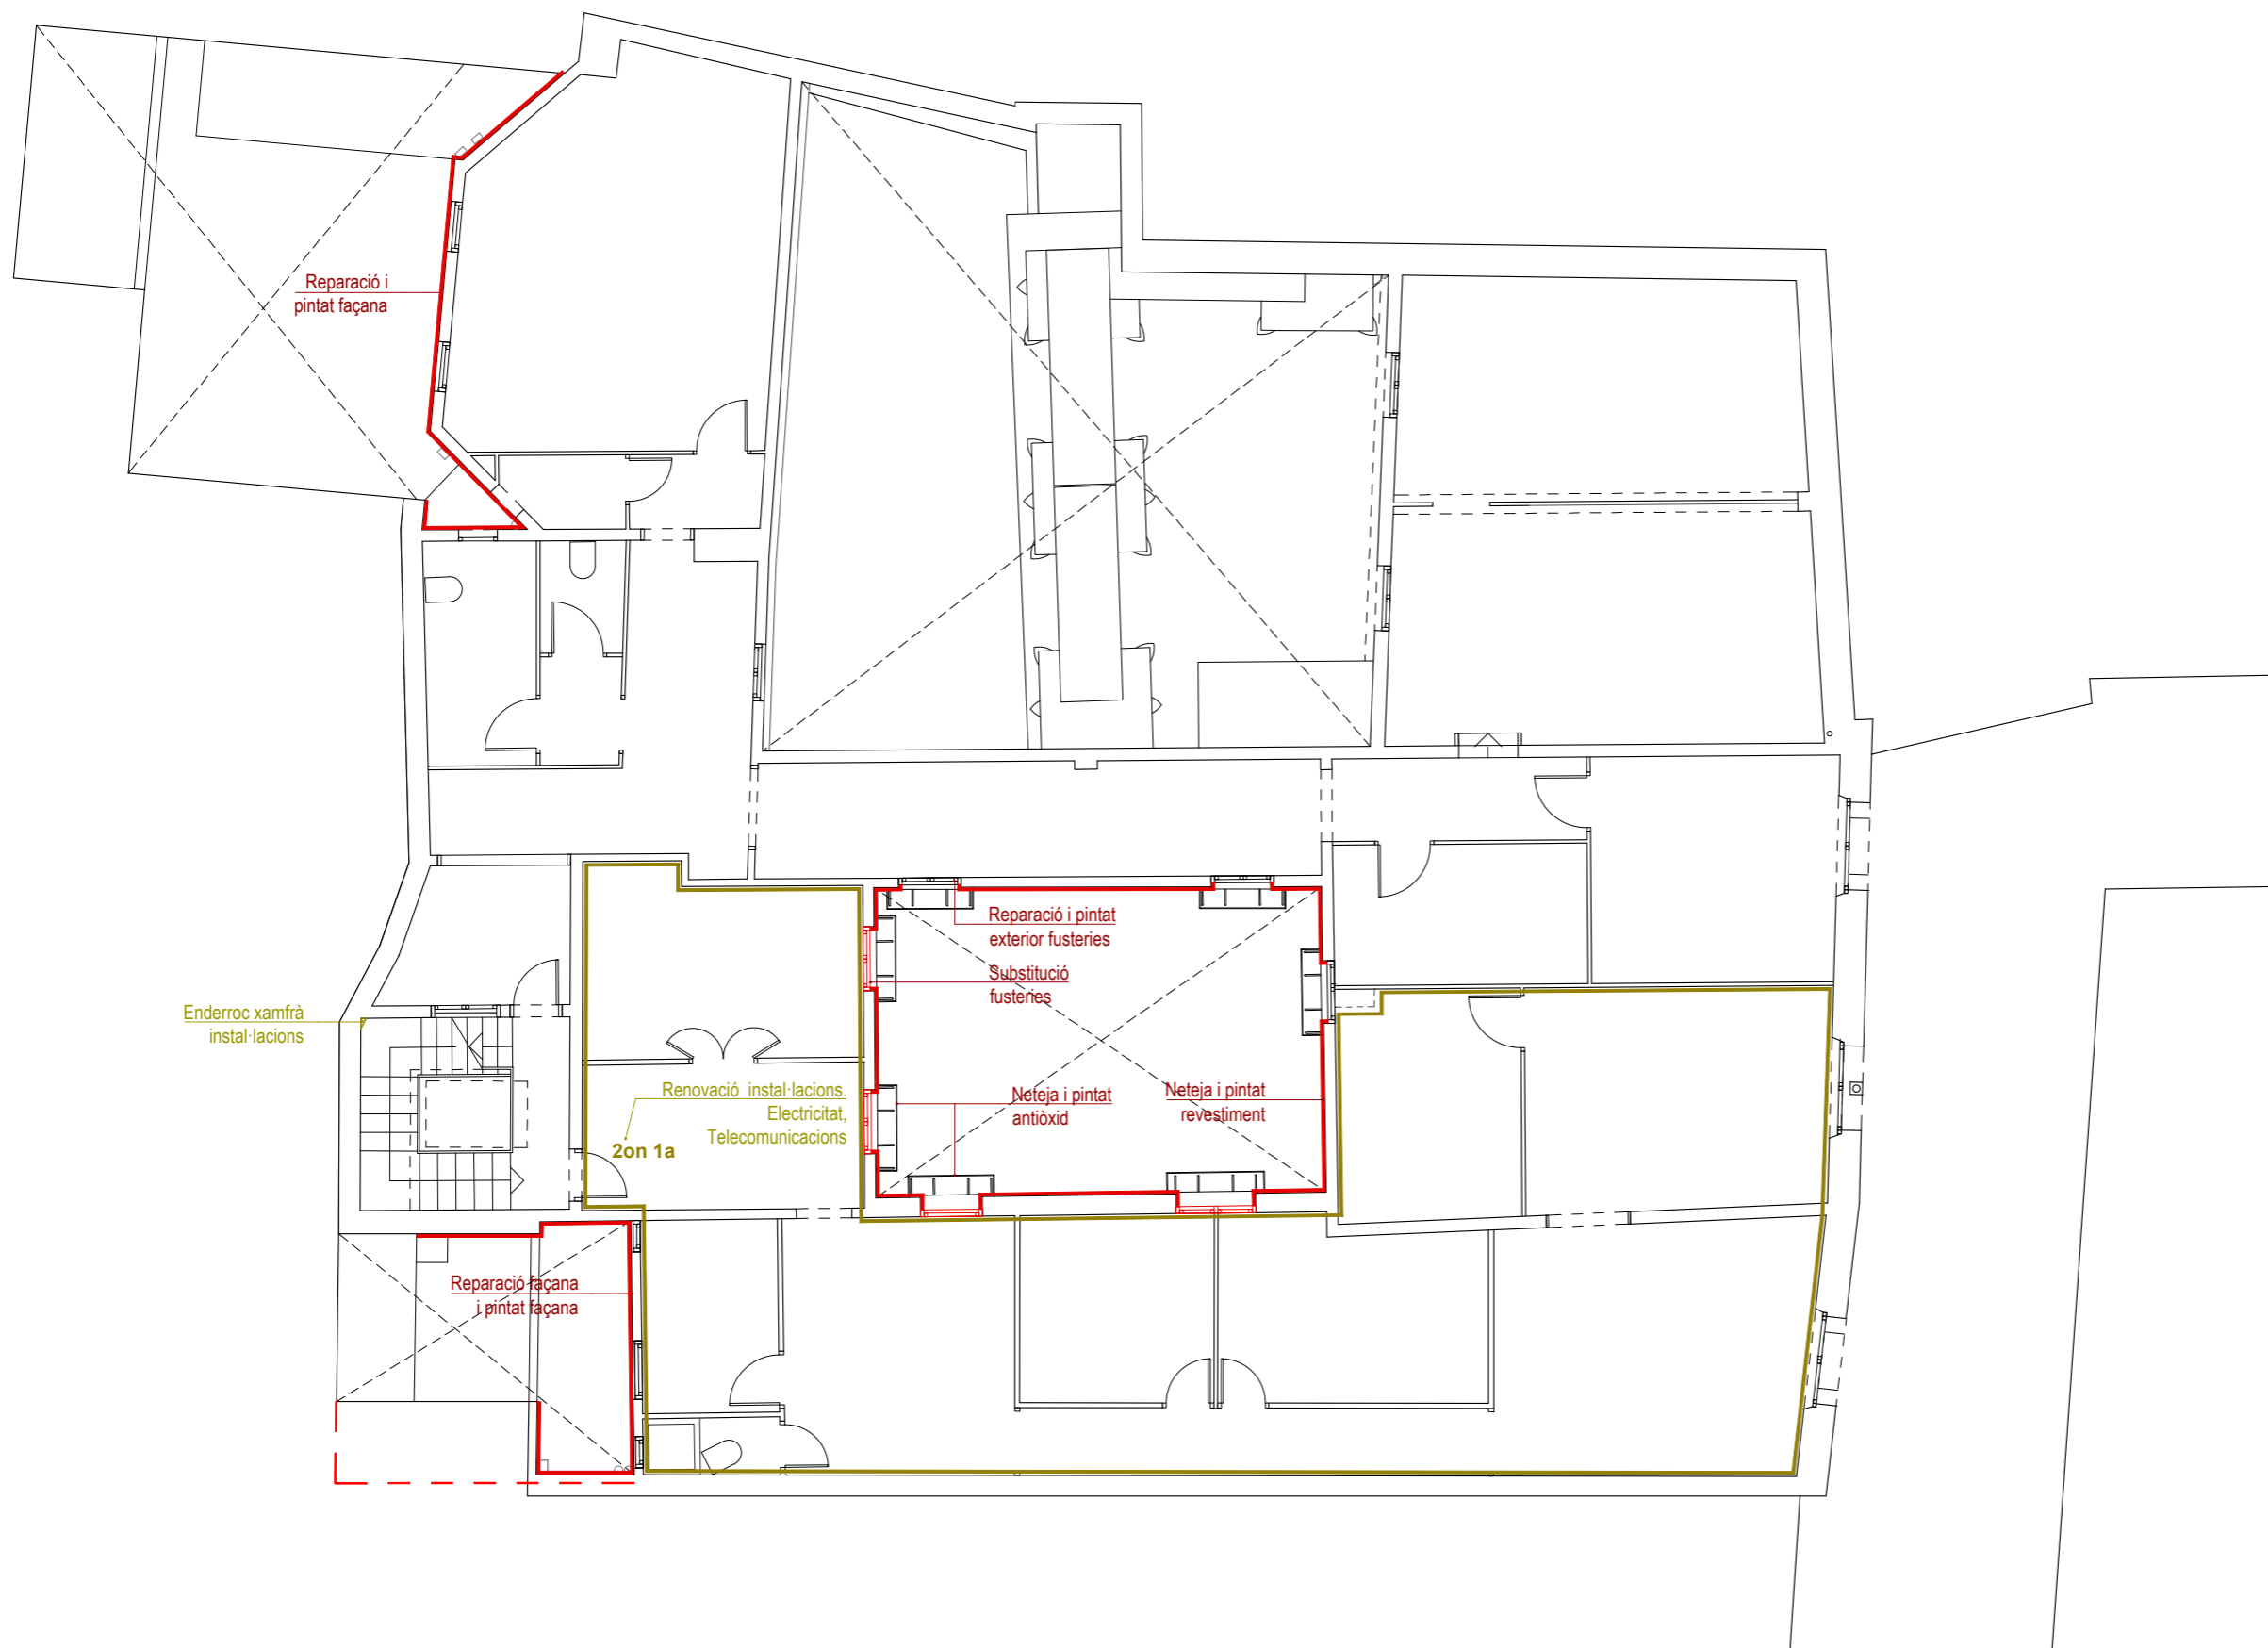 Reparació i
pintat façana
Reparació i pintat
exterior fusteries
Substitució
fusteries
Enderroc xamfrà
instal·lacions
Renovació instal·lacions.
Electricitat,
Telecomunicacions
2on 1a
Neteja i pintat
antiòxid
Neteja i pintat
revestiment
Reparació façana
i pintat façana